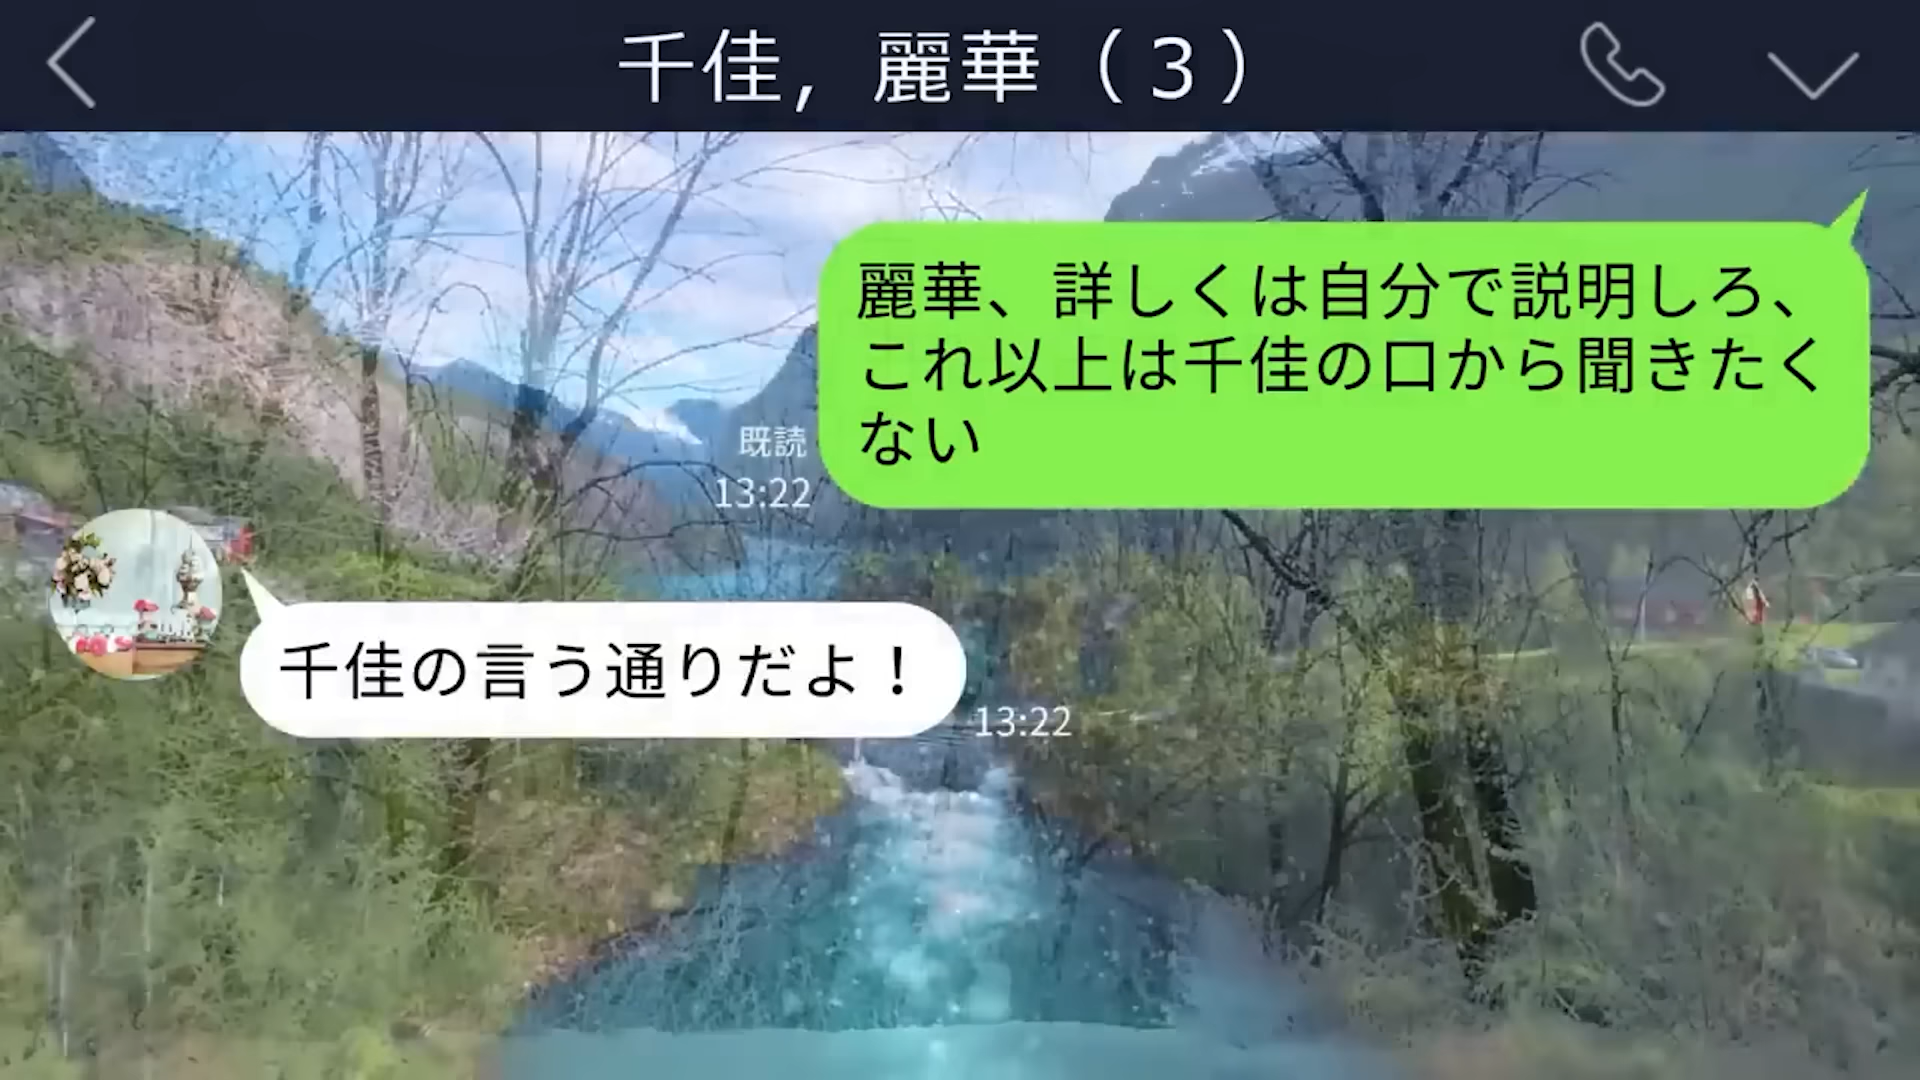 千佳，麗華（３）
麗華、詳しくは自分で説明しろ、
これ以上は千佳の口から聞きたく
ない
既読
13:22
千佳の言う通りだよ！
13:22